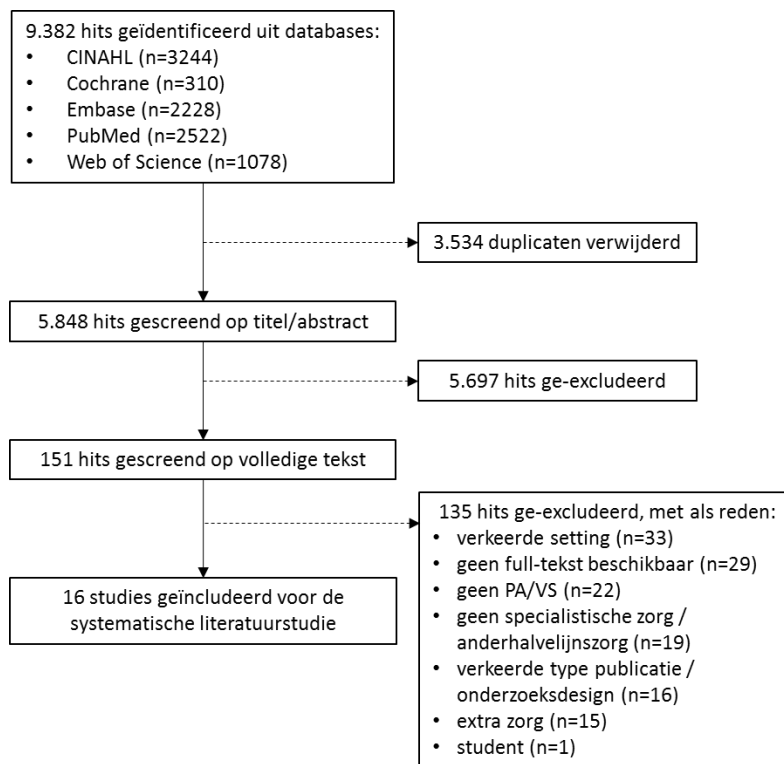 9.382 hits geïdentificeerd uit databases:
• CINAHL (n=3244)
• Cochrane (n=310)
• Embase (n=2228)
• PubMed (n=2522)
• Web of Science (n=1078)
3.534 duplicaten verwijderd
5.848 hits gescreend op titel/abstract
5.697 hits ge-excludeerd
151 hits gescreend op volledige tekst
135 hits ge-excludeerd, met als reden:
• verkeerde setting (n=33)
• geen full-tekst beschikbaar (n=29)
• geen PA/VS (n=22)
• geen specialistische zorg /
anderhalvelijnszorg (n=19)
• verkeerde type publicatie /
onderzoeksdesign (n=16)
• extra zorg (n=15)
• student (n=1)
16 studies geïncludeerd voor de
systematische literatuurstudie